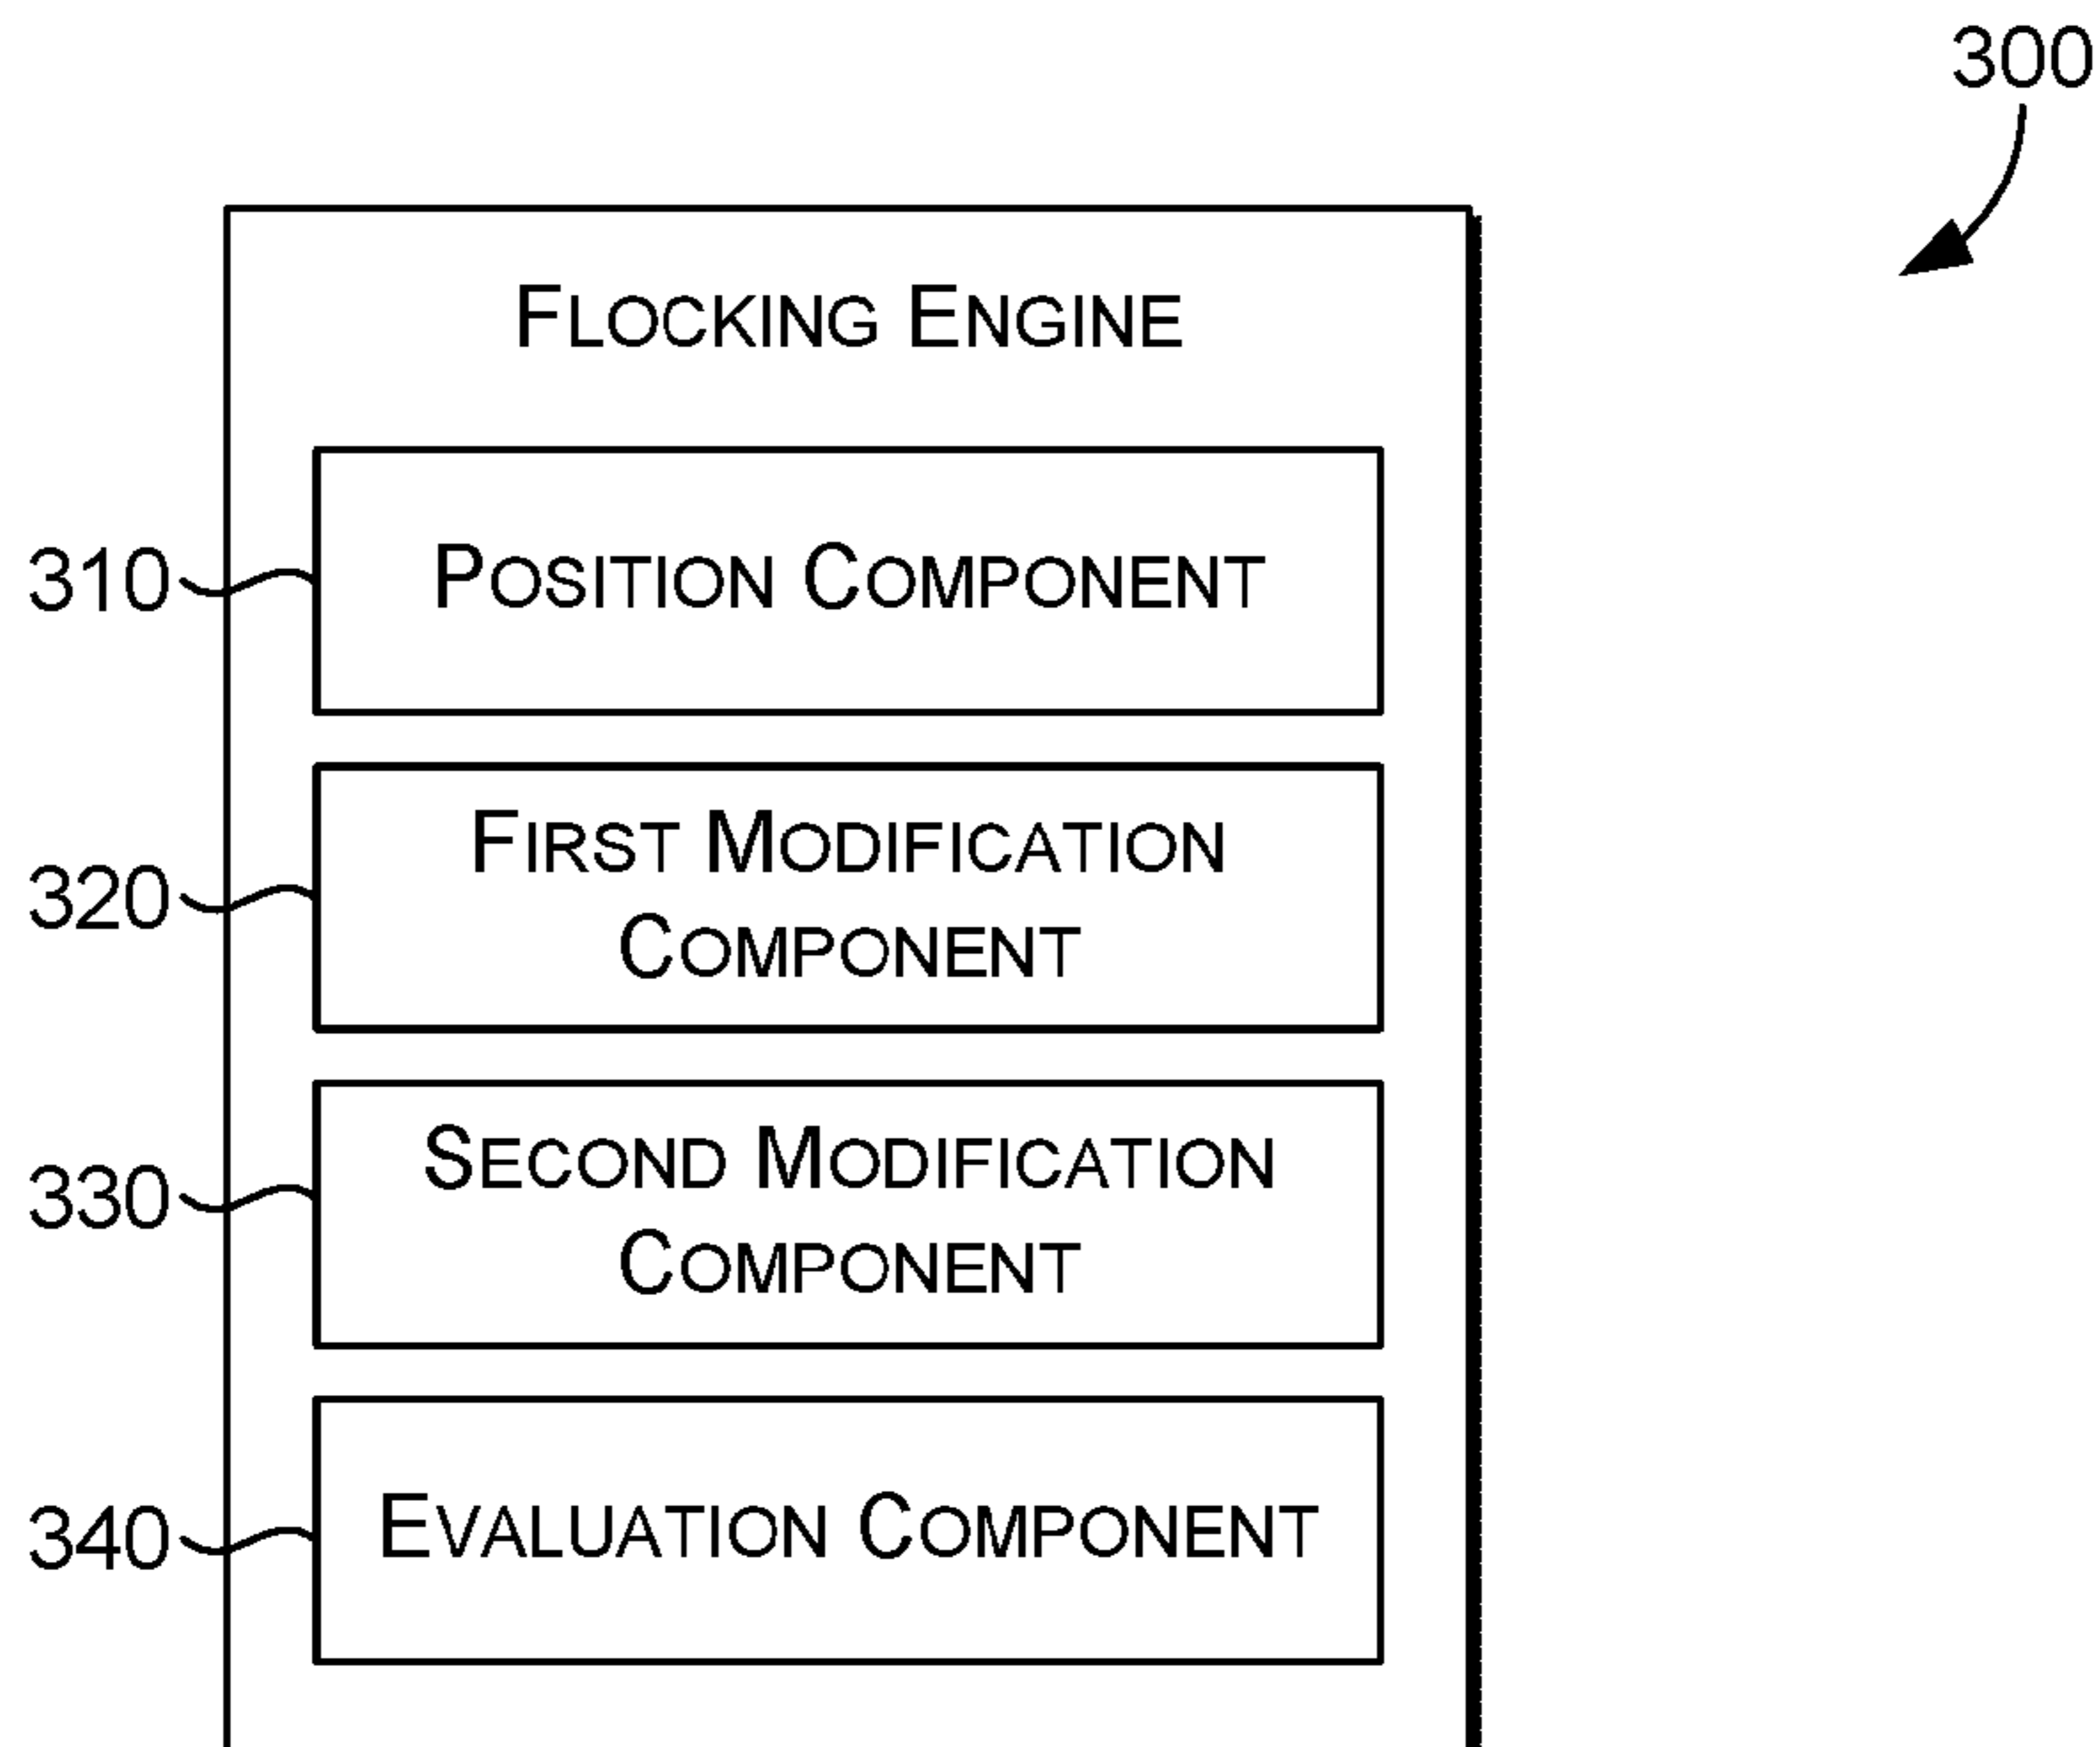 300
FLOCKING ENGINE
310
POSITION COMPONENT
320
FIRST MODIFICATION
COMPONENT
330
SECOND MODIFICATION
COMPONENT
340
EVALUATION COMPONENT